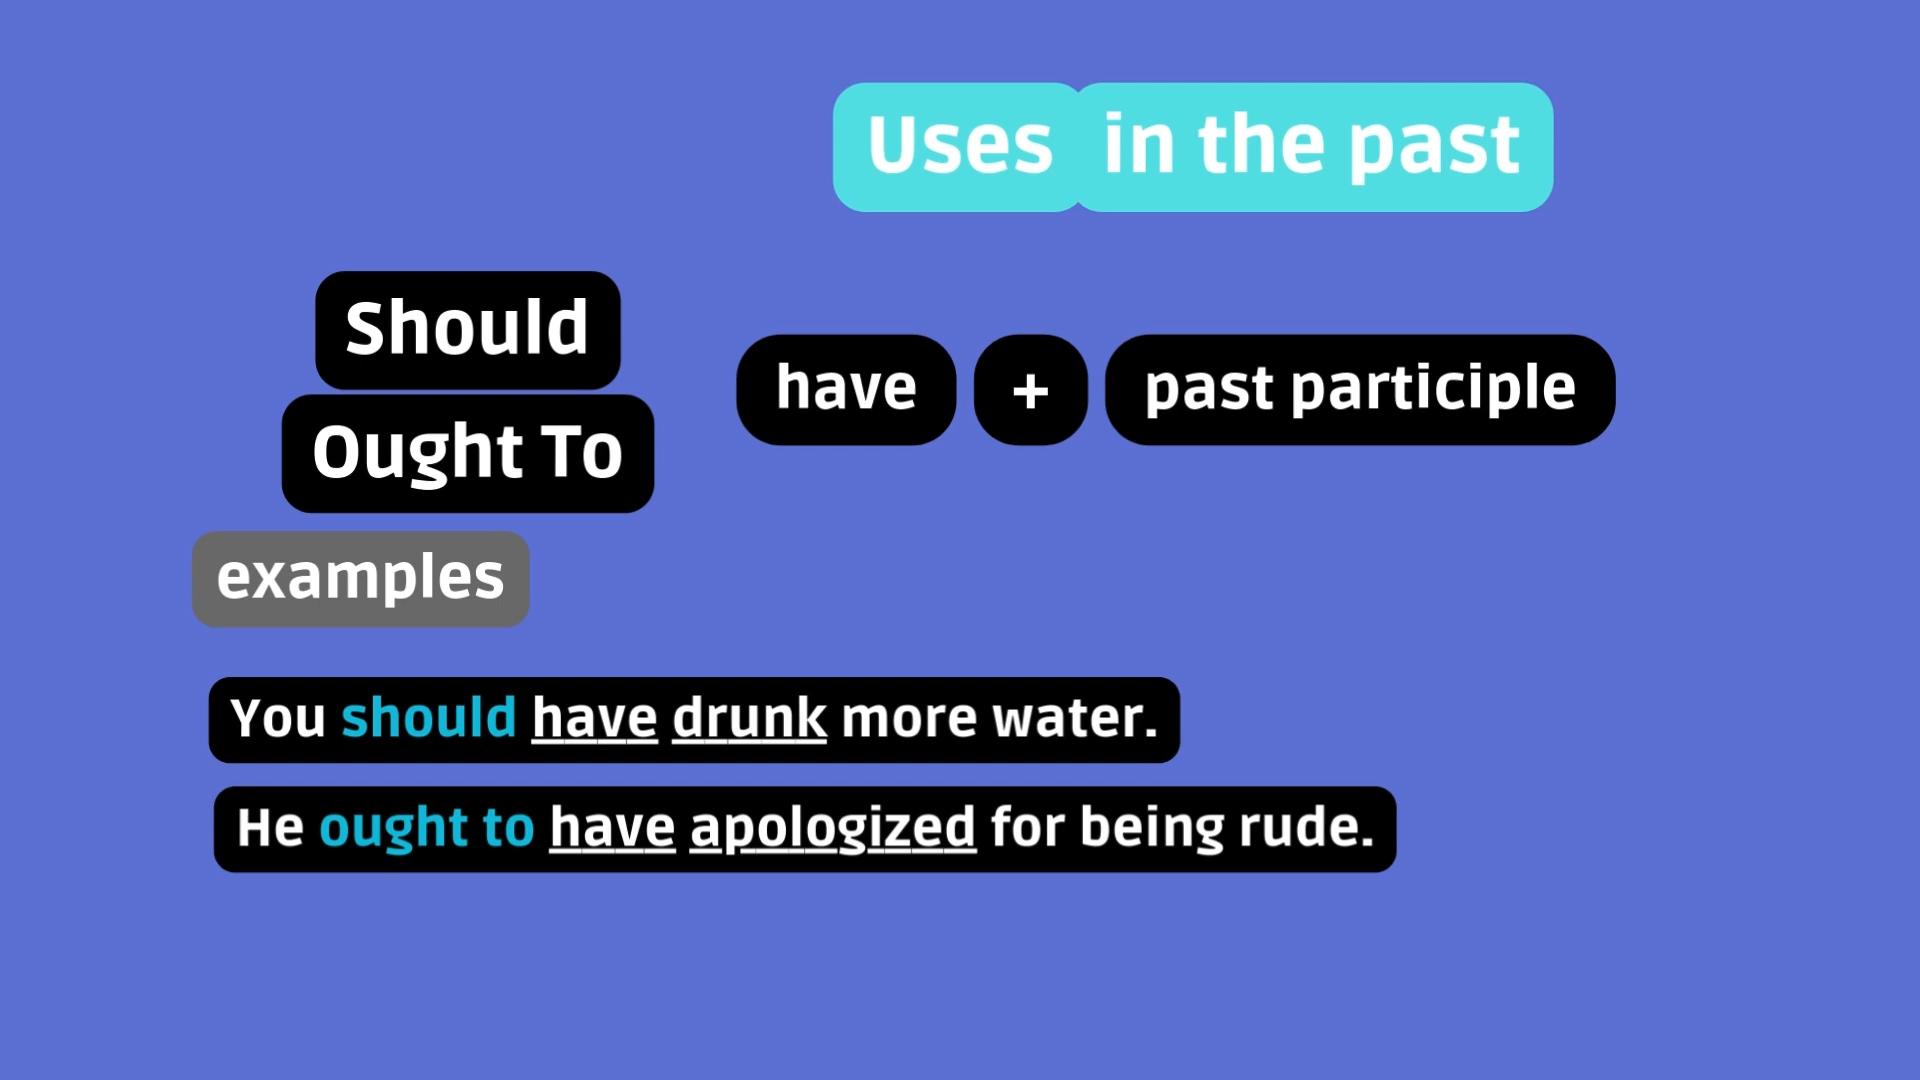 Uses in the past
Should
Ought To
have + past participle
examples
You should have drunk more water.
He ought to have apologized for being rude.